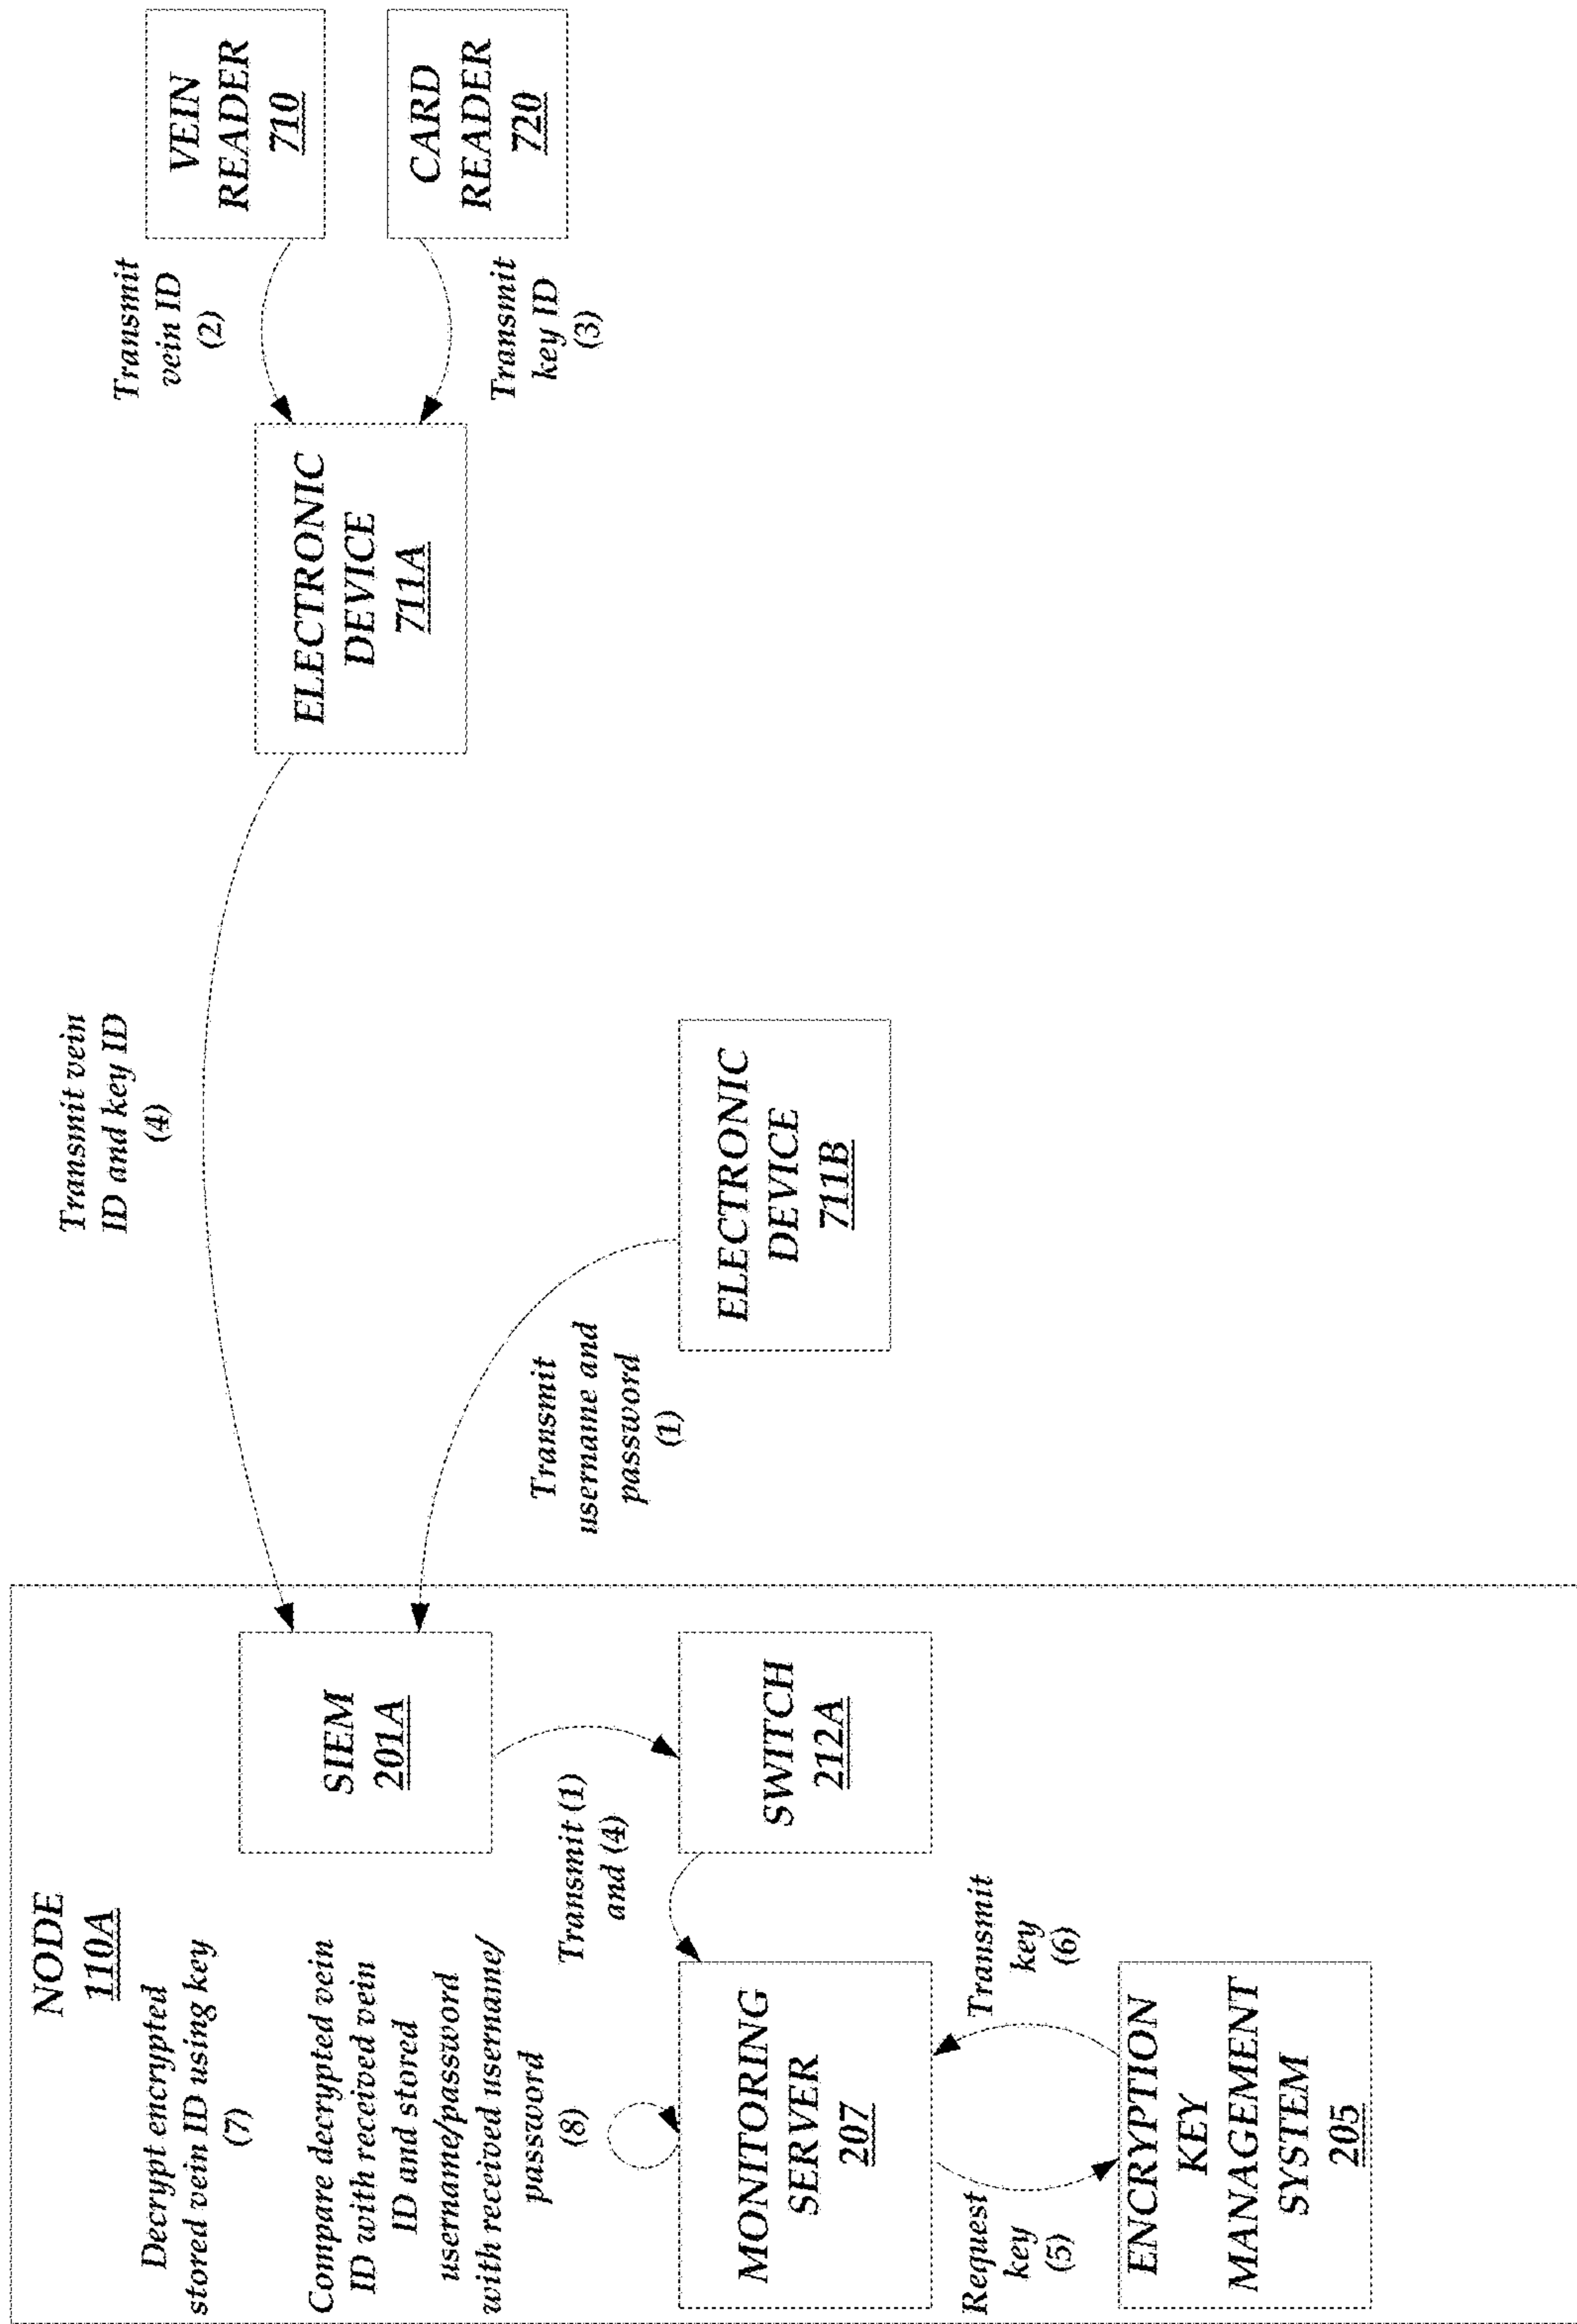 NODE
110A
Decrypt encrypted
stored vein ID using key
(7)
Compare decrypted vein
ID with received vein
ID and stored
username/password
with received username/
password
(8)
SIEM
201A
Transmit (1)
and (4)
SWITCH
212A
MONITORING
SERVER
207
Request
key
(5)
Transmit
key
(6)
ENCRYPTION
KEY
MANAGEMENT
SYSTEM
205
Transmit vein
ID and key ID
(4)
Transmit
username and
password
(1)
ELECTRONIC
DEVICE
711B
ELECTRONIC
DEVICE
711A
Transmit
vein ID
(2)
Transmit
key ID
(3)
VEIN
READER
710
CARD
READER
720